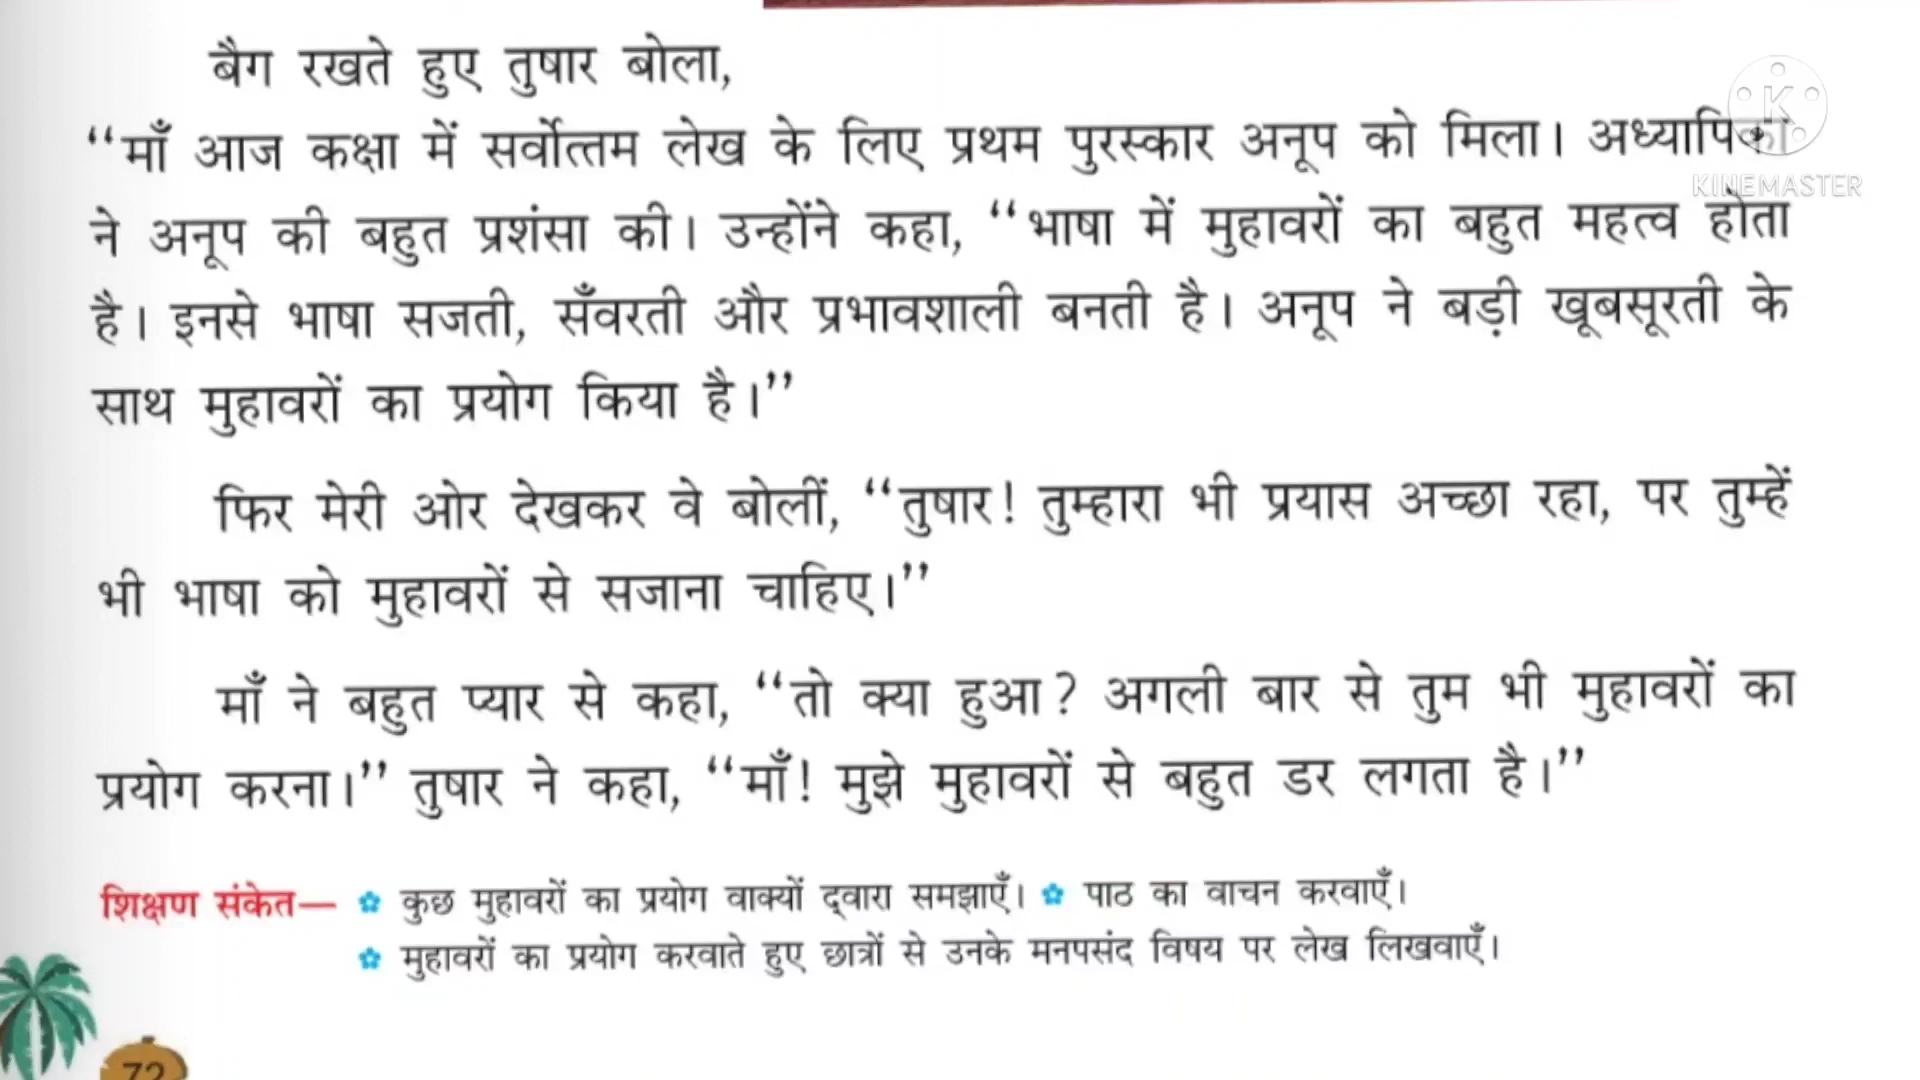 बैग रखते हुए तुषार बोला,
‘‘माँ आज कक्षा में सर्वोत्तम लेख के लिए प्रथम पुरस्कार अनूप को मिला। अध्यापिका
KINEMASTER
ने अनूप की बहुत प्रशंसा की। उन्होंने कहा, ‘‘भाषा में मुहावरों का बहुत महत्व होता
है। इनसे भाषा सजती, सँवरती और प्रभावशाली बनती है। अनूप ने बड़ी खूबसूरती के
साथ मुहावरों का प्रयोग किया है।’’
फिर मेरी ओर देखकर वे बोलीं, ‘‘तुषार! तुम्हारा भी प्रयास अच्छा रहा, पर तुम्हें
भी भाषा को मुहावरों से सजाना चाहिए।’’
माँ ने बहुत प्यार से कहा, ‘‘तो क्या हुआ? अगली बार से तुम भी मुहावरों का
प्रयोग करना।’’ तुषार ने कहा, ‘‘माँ! मुझे मुहावरों से बहुत डर लगता है।’’
शिक्षण संकेत— कुछ मुहावरों का प्रयोग वाक्यों द्वारा समझाएँ। पाठ का वाचन करवाएँ।
मुहावरों का प्रयोग करवाते हुए छात्रों से उनके मनपसंद विषय पर लेख लिखवाएँ।
72